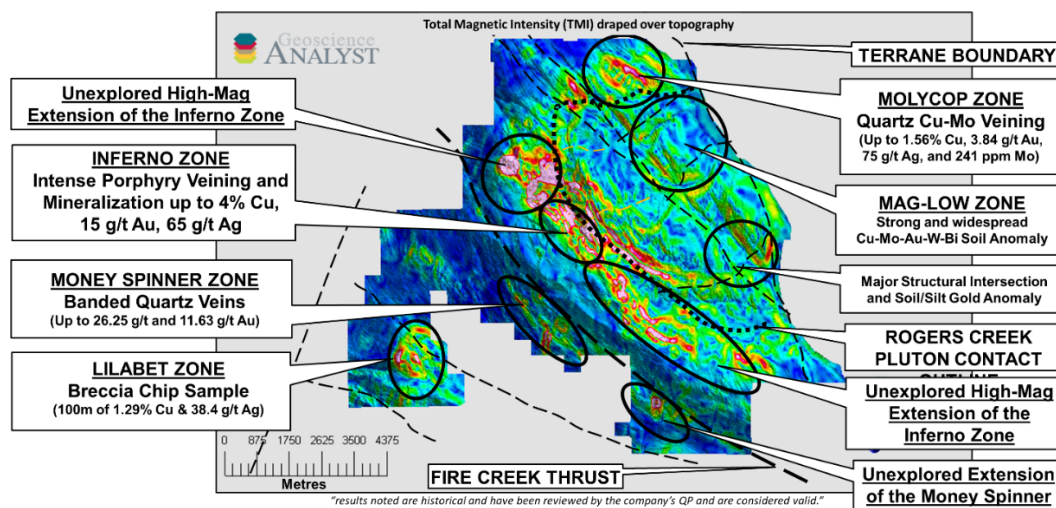 Total Magnetic Intensity (TMI) draped over topography
Geoscience
ANALYST
Unexplored High-Mag
Extension of the Inferno Zone
INFERNO ZONE
Intense Porphyry Veining and
Mineralization up to 4% Cu,
15 g/t Au, 65 g/t Ag
MONEY SPINNER ZONE
Banded Quartz Veins
(Up to 26.25 g/t and 11.63 g/t Au)
LILABET ZONE
Breccia Chip Sample
(100m of 1.29% Cu & 38.4 g/t Ag)
TERRANE BOUNDARY
MOLYCOP ZONE
Quartz Cu-Mo Veining
(Up to 1.56% Cu, 3.84 g/t Au,
75 g/t Ag, and 241 ppm Mo)
MAG-LOW ZONE
Strong and widespread
Cu-Mo-Au-W-Bi Soil Anomaly
Major Structural Intersection
and Soil/Silt Gold Anomaly
ROGERS CREEK
PLUTON CONTACT
Unexplored High-Mag
Extension of the
Inferno Zone
Unexplored Extension
of the Money Spinner
FIRE CREEK THRUST
0 875 1750 2625 3500 4375
Metres
"results noted are historical and have been reviewed by the company's QP and are considered valid."